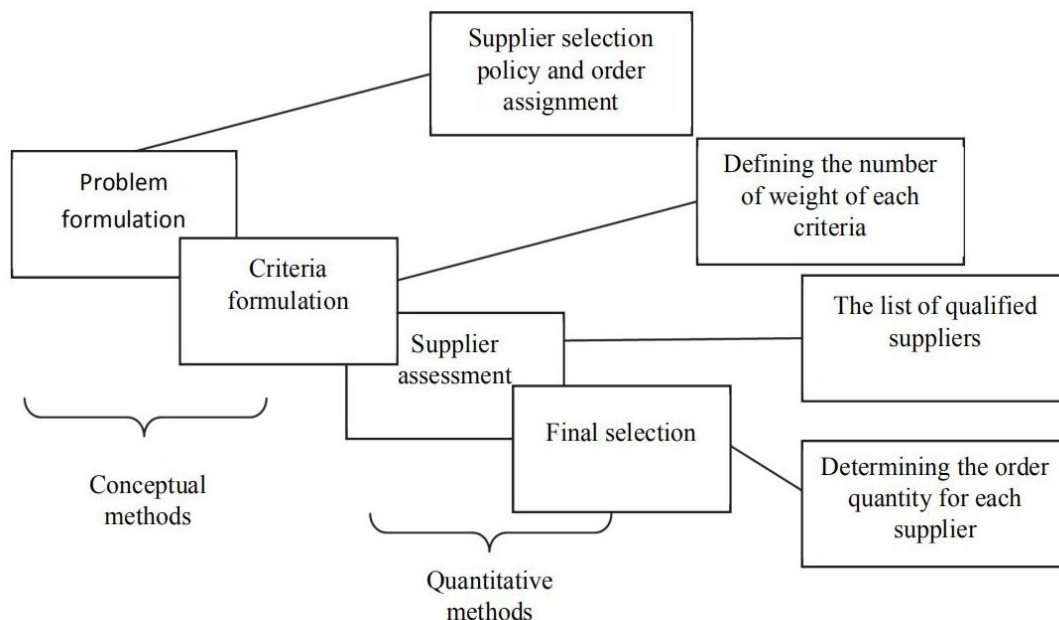 Supplier selection
policy and order
assignment
Problem
formulation
Defining the number
of weight of each
criteria
Criteria
formulation
The list of qualified
suppliers
Supplier
assessment
Final selection
Determining the order
quantity for each
supplier
Conceptual
methods
Quantitative
methods